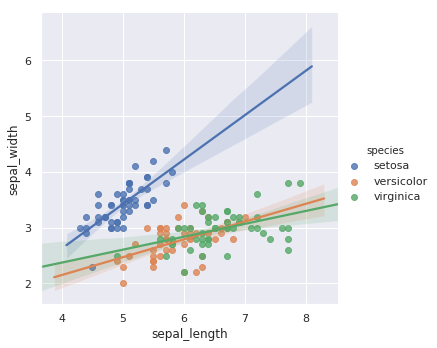 6
5
4
3
2
sepal_width
4
5
6
7
8
sepal_length
species
setosa
versicolor
virginica